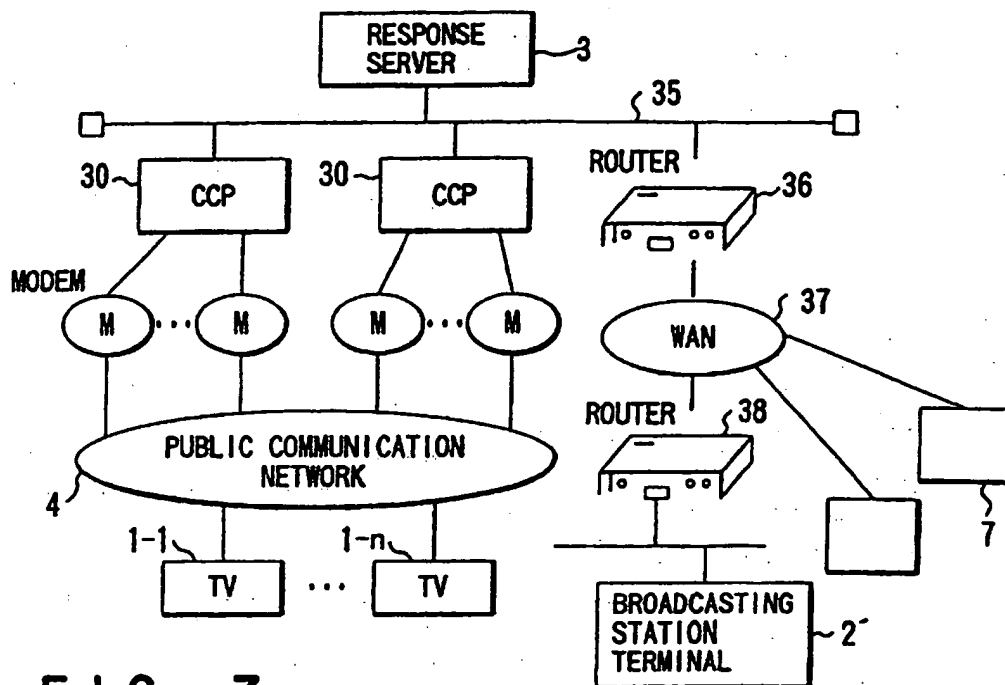 RESPONSE
SERVER
3
35
30
CCP
30
CCP
ROUTER
36
MODEM
M
M
M
M
37
WAN
ROUTER
38
PUBLIC COMMUNICATION
NETWORK
4
7
1-1
TV
1-n
TV
BROADCASTING
STATION
TERMINAL
2